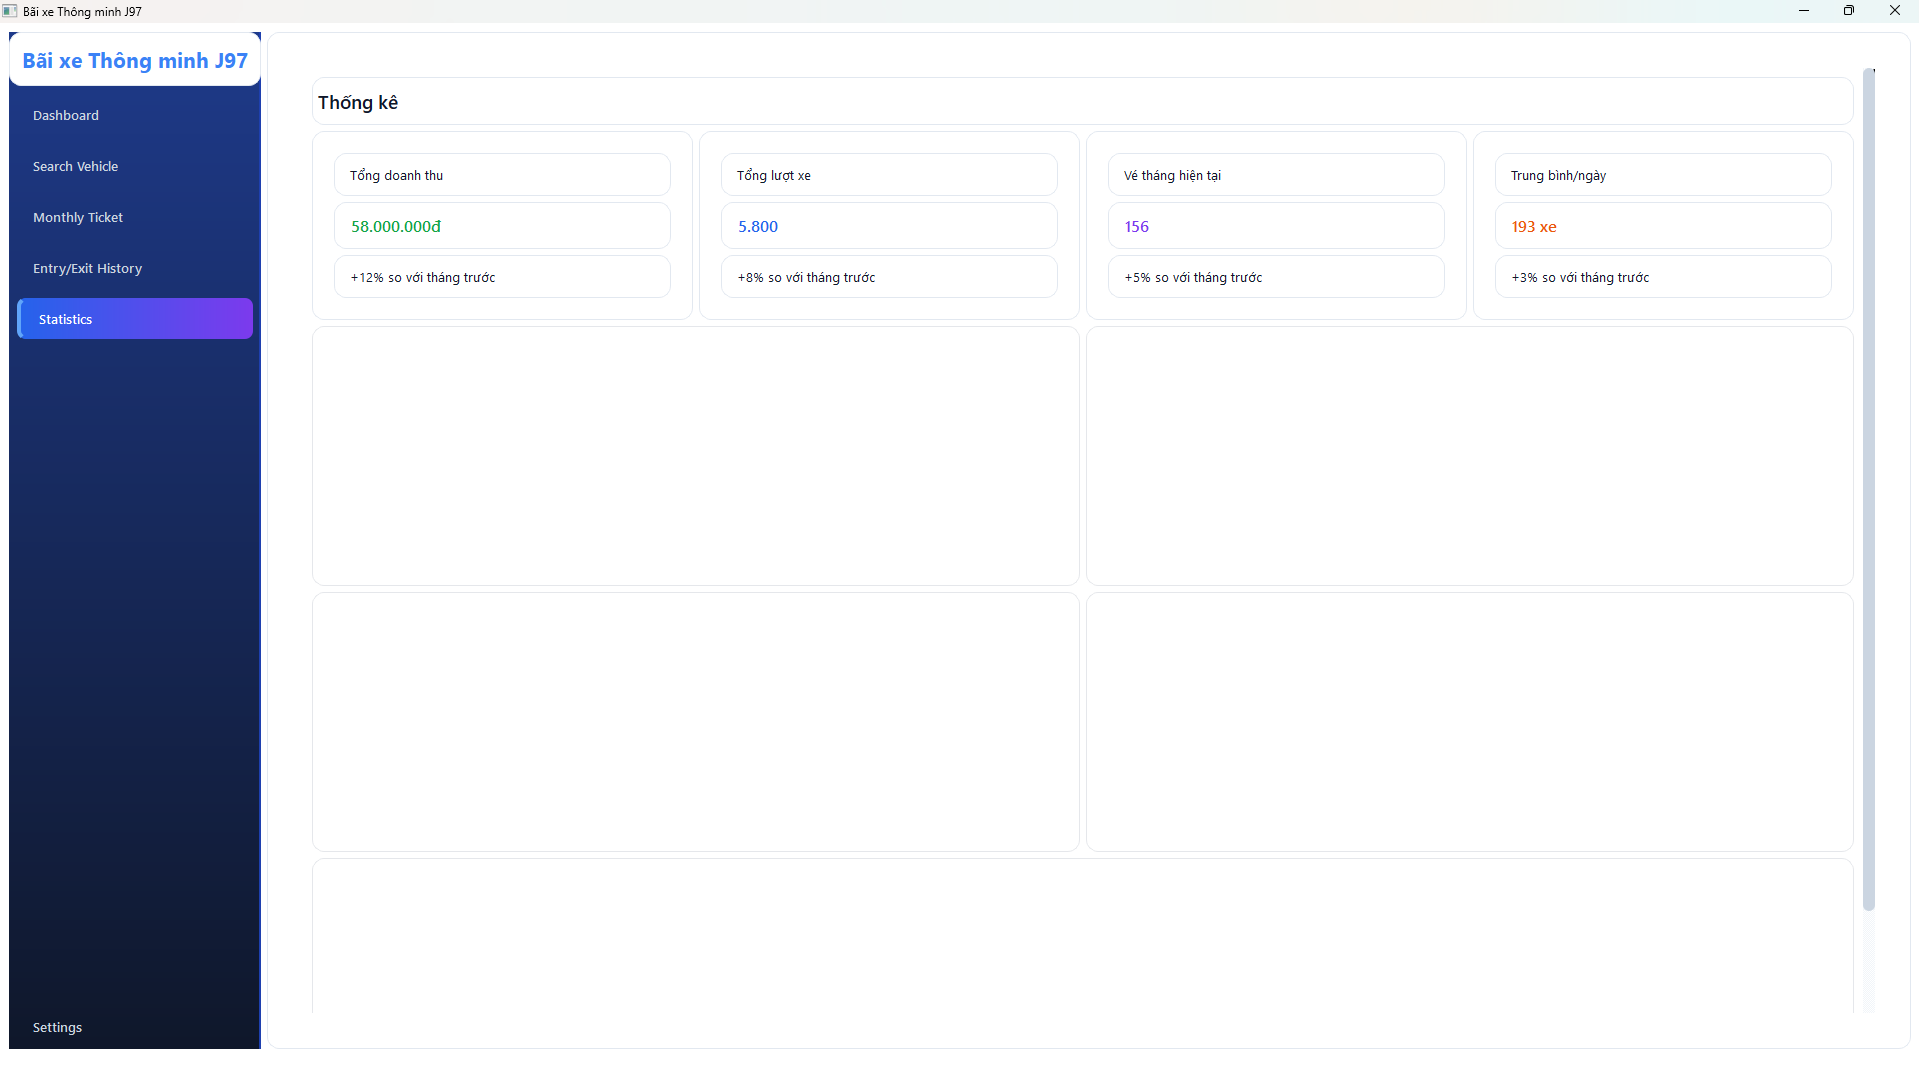 Bãi xe Thông minh J97
Bãi xe Thông minh J97
Dashboard
Search Vehicle
Monthly Ticket
Entry/Exit History
Statistics
Settings
Thống kê
Tổng doanh thu
58.000.000đ
+12% so với tháng trước
Tổng lượt xe
5.800
+8% so với tháng trước
Vé tháng hiện tại
156
+5% so với tháng trước
Trung bình/ngày
193 xe
+3% so với tháng trước